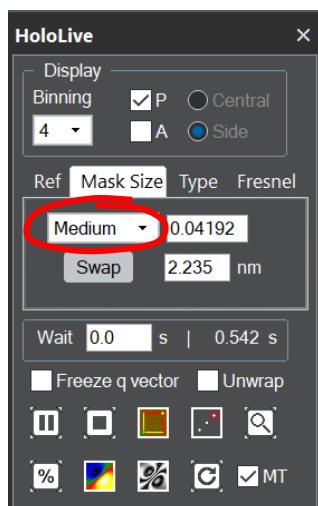 HoloLive ×
Display
Binning P Central
4 A Side
Ref Mask Size Type Fresnel
Medium 0.04192
Swap 2.235 nm
Wait 0.0 s | 0.542 s
Freeze q vector Unwrap
% MT